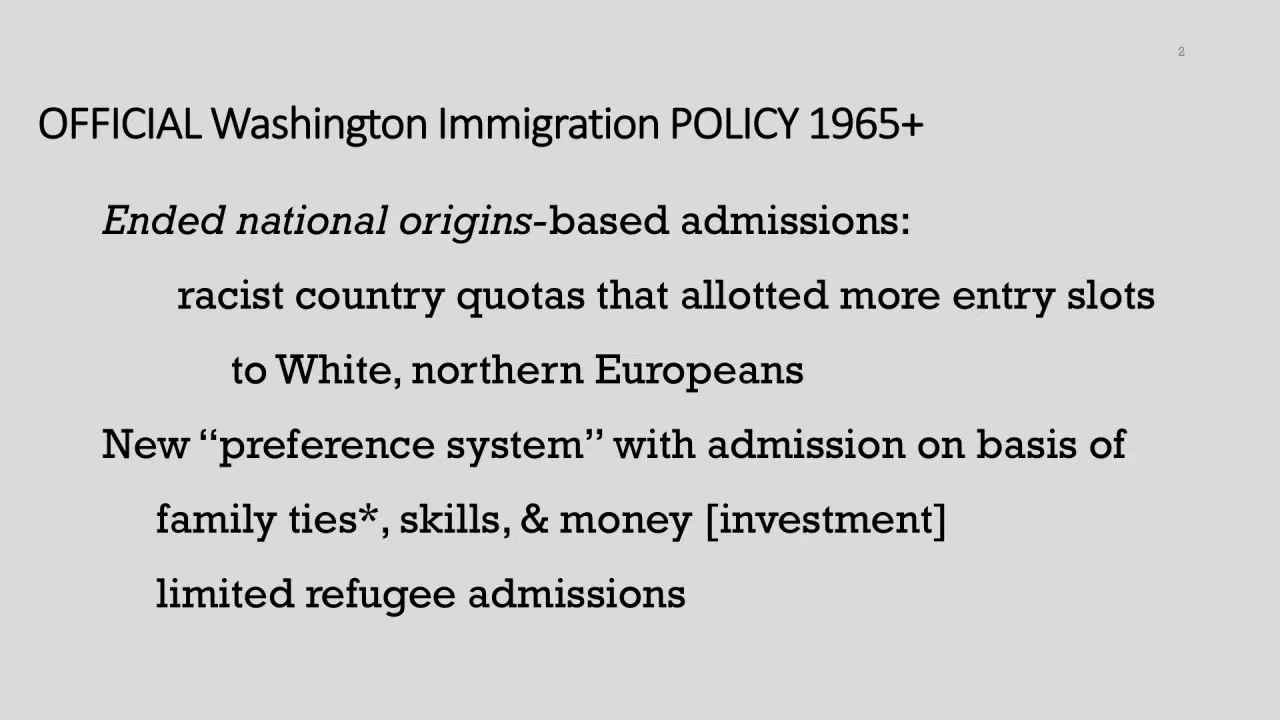 2
OFFICIAL Washington Immigration POLICY 1965+
Ended national origins-based admissions:
racist country quotas that allotted more entry slots
to White, northern Europeans
New “preference system” with admission on basis of
family ties*, skills, & money [investment]
limited refugee admissions